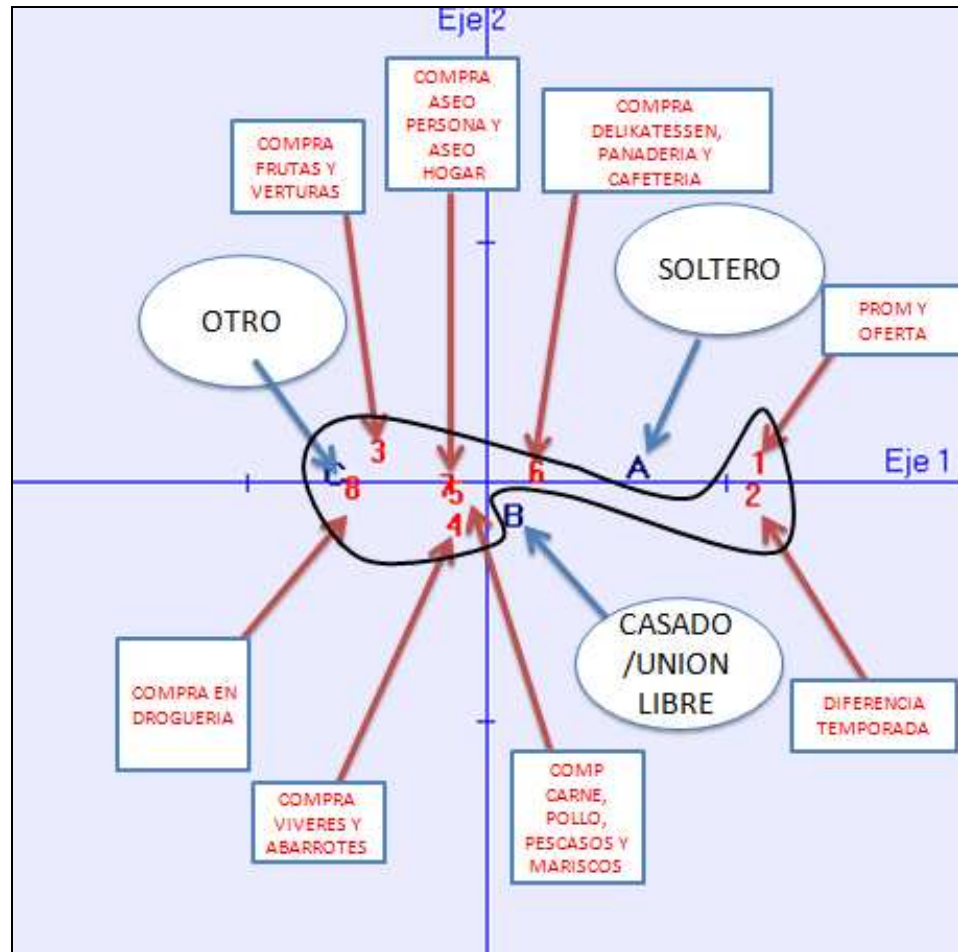 Eje 2
COMPRA
ASEO
PERSONA Y
ASEO
HOGAR
COMPRA
DELIKATESSEN,
PANADERIA Y
CAFETERIA
COMPRA
FRUTAS Y
VERTURAS
SOLTERO
OTRO
PROM Y
OFERTA
3
1
6
A
Eje 1
C
8
7
5
2
4
B
CASADO
/UNION
LIBRE
COMPRA EN
DROGUERIA
DIFERENCIA
TEMPORADA
COMPRA
VIVERES Y
ABARROTES
COMP
CARNE,
POLLO,
PESCASOS Y
MARISCOS